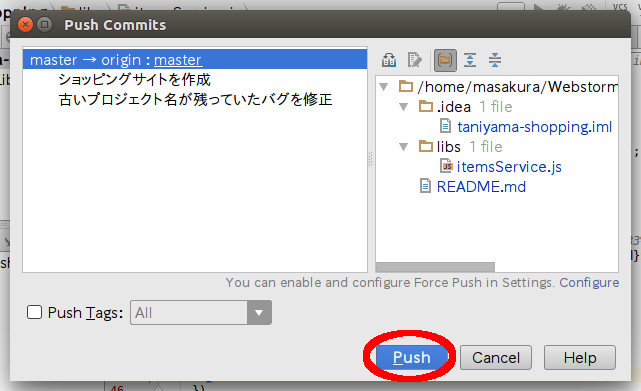 Push Commits
master → origin : master
ショッピングサイトを作成
古いプロジェクト名が残っていたバグを修正
/home/masakura/Webstorm
.idea 1 file
taniyama-shopping.iml
libs 1 file
itemsService.js
README.md
You can enable and configure Force Push in Settings. Configure
Push Tags: All
Push Cancel Help
46 })